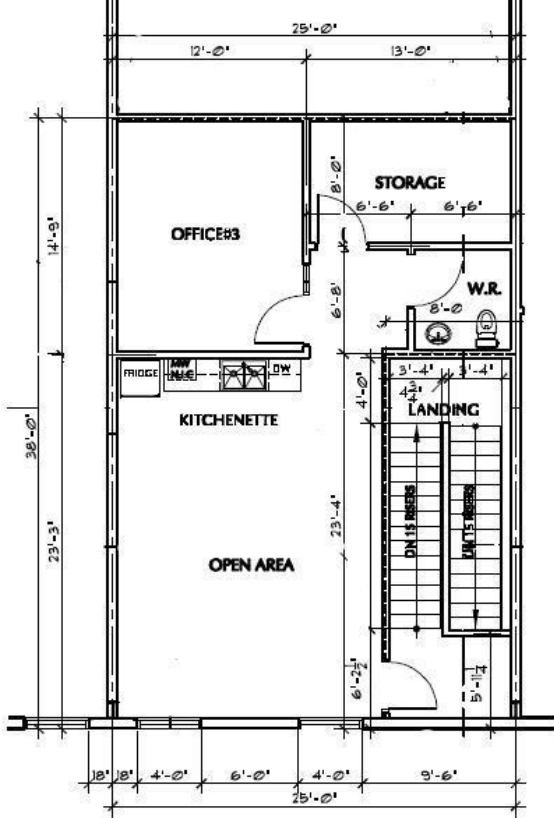 25'-0"
12'-0"
13'-0"
8'-0"
STORAGE
6'-6"
6'-6"
14'-9"
OFFICE#3
6'-8"
W.R.
8'-0
FRIDGE
MW
N.I.C
DW
3'-4"
3'-4"
4'-0"
4 3/4"
KITCHENETTE
LANDING
38'-0"
23'-3"
23'-4"
DN 15 RISERS
OPEN AREA
6'-2 1/2"
5'-11 1/4
18"
18"
4'-0"
6'-0"
4'-0"
9'-6"
25'-0"